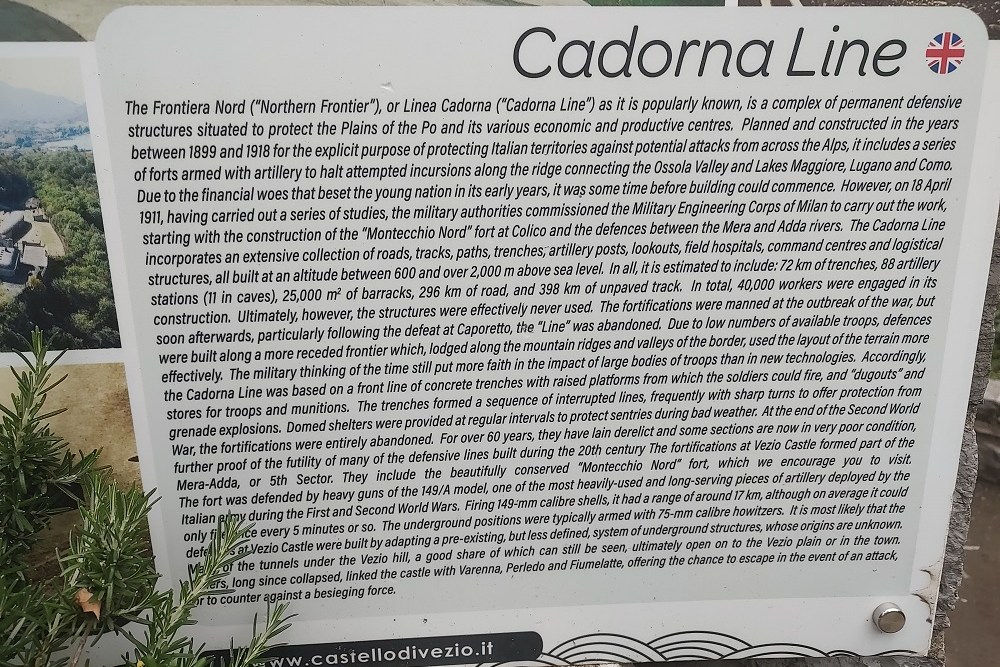 Cadorna Line
The Frontiera Nord ("Northern Frontier"), or Linea Cadorna ("Cadorna Line") as it is popularly known, is a complex of permanent defensive
structures situated to protect the Plains of the Po and its various economic and productive centres. Planned and constructed in the years
between 1899 and 1918 for the explicit purpose of protecting Italian territories against potential attacks from across the Alps, it includes a series
of forts armed with artillery to halt attempted incursions along the ridge connecting the Ossola Valley and Lakes Maggiore, Lugano and Como.
Due to the financial woes that beset the young nation in its early years, it was some time before building could commence. However, on 18 April
1911, having carried out a series of studies, the military authorities commissioned the Military Engineering Corps of Milan to carry out the work,
starting with the construction of the "Montecchio Nord" fort at Colico and the defences between the Mera and Adda rivers. The Cadorna Line
incorporates an extensive collection of roads, tracks, paths, trenches, artillery posts, lookouts, field hospitals, command centres and logistical
structures, all built at an altitude between 600 and over 2,000 m above sea level. In all, it is estimated to include: 72 km of trenches, 88 artillery
stations (11 in caves), 25,000 m² of barracks, 296 km of road, and 398 km of unpaved track. In total, 40,000 workers were engaged in its
construction. Ultimately, however, the structures were effectively never used. The fortifications were manned at the outbreak of the war, but
soon afterwards, particularly following the defeat at Caporetto, the "Line" was abandoned. Due to low numbers of available troops, defences
were built along a more receded frontier which, lodged along the mountain ridges and valleys of the border, used the layout of the terrain more
effectively. The military thinking of the time still put more faith in the impact of large bodies of troops than in new technologies. Accordingly,
the Cadorna Line was based on a front line of concrete trenches with raised platforms from which the soldiers could fire, and "dugouts" and
stores for troops and munitions. The trenches formed a sequence of interrupted lines, frequently with sharp turns to offer protection from
grenade explosions. Domed shelters were provided at regular intervals to protect sentries during bad weather. At the end of the Second World
War, the fortifications were entirely abandoned. For over 60 years, they have lain derelict and some sections are now in very poor condition,
further proof of the futility of many of the defensive lines built during the 20th century The fortifications at Vezio Castle formed part of the
Mera-Adda, or 5th Sector. They include the beautifully conserved "Montecchio Nord" fort, which we encourage you to visit.
The fort was defended by heavy guns of the 149/A model, one of the most heavily-used and long-serving pieces of artillery deployed by the
Italian army during the First and Second World Wars. Firing 149-mm calibre shells, it had a range of around 17 km, although on average it could
only fire once every 5 minutes or so. The underground positions were typically armed with 75-mm calibre howitzers. It is most likely that the
at Vezio Castle were built by adapting a pre-existing, but less defined, system of underground structures, whose origins are unknown.
of the tunnels under the Vezio hill, a good share of which can still be seen, ultimately open on to the Vezio plain or in the town.
long since collapsed, linked the castle with Varenna, Perledo and Fiumelatte, offering the chance to escape in the event of an attack,
or to counter against a besieging force.
www.castellodivezio.it